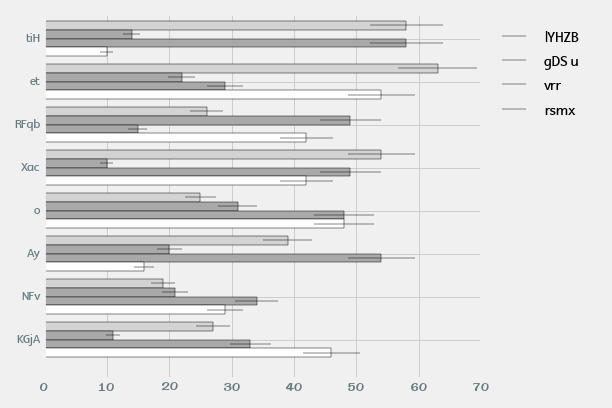 tiH
et
RFqb
Xac
o
Ay
NFv
KGjA
0 10 20 30 40 50 60 70
lYHZB
gDS u
vrr
rsmx